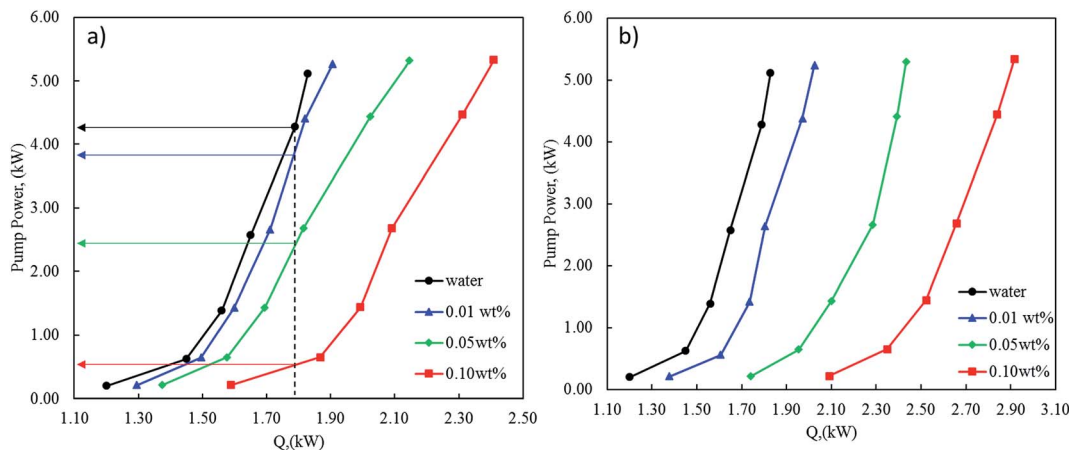 a)
Pump Power, (kW)
6.00
5.00
4.00
3.00
2.00
1.00
0.00
1.10 1.30 1.50 1.70 1.90 2.10 2.30 2.50
Q,(kW)
water
0.01 wt%
0.05wt%
0.10wt%
b)
Pump Power, (kW)
6.00
5.00
4.00
3.00
2.00
1.00
0.00
1.10 1.30 1.50 1.70 1.90 2.10 2.30 2.50 2.70 2.90 3.10
Q,(kW)
water
0.01 wt%
0.05wt%
0.10wt%